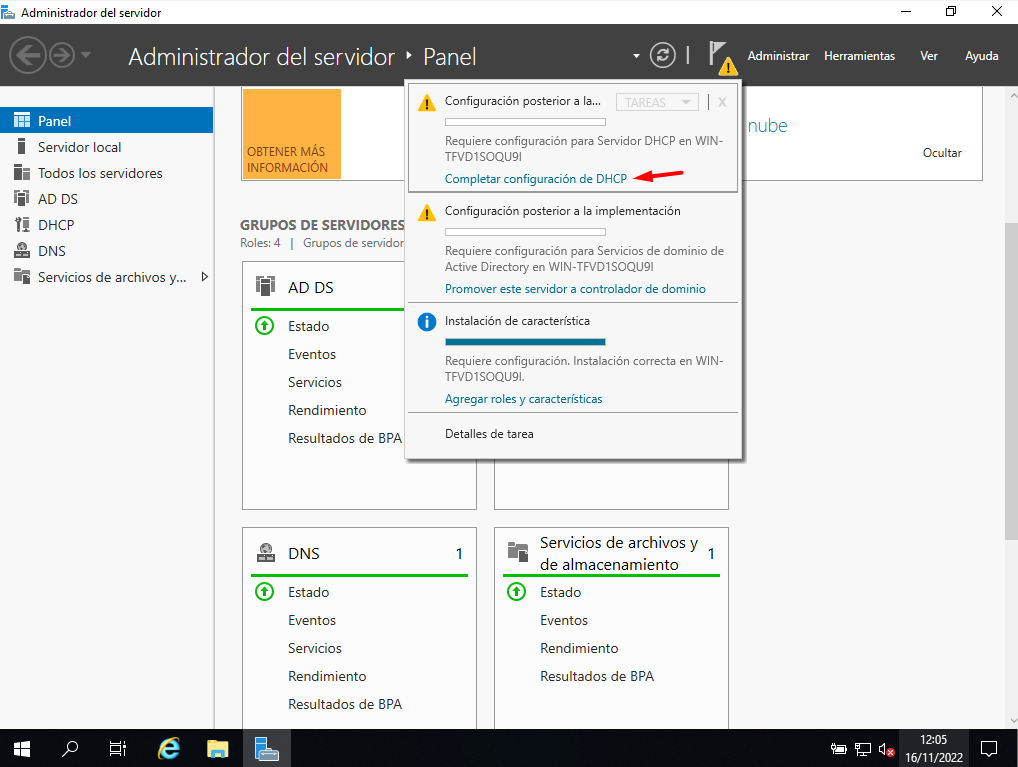 Administrador del servidor
Administrador del servidor ‣ Panel
Administrar
Herramientas
Ver
Ayuda
Panel
Servidor local
Todos los servidores
AD DS
DHCP
DNS
Servicios de archivos y...
OBTENER MÁS
INFORMACIÓN
nube
Ocultar
GRUPOS DE SERVIDORES
Roles: 4 | Grupos de servidor
Configuración posterior a la...
TAREAS
X
Requiere configuración para Servidor DHCP en WIN-
TFVD1SOQU9I
Completar configuración de DHCP
Configuración posterior a la implementación
Requiere configuración para Servicios de dominio de
Active Directory en WIN-TFVD1SOQU9I
Promover este servidor a controlador de dominio
Instalación de característica
Requiere configuración. Instalación correcta en WIN-
TFVD1SOQU9I.
Agregar roles y características
Detalles de tarea
AD DS
Estado
Eventos
Servicios
Rendimiento
Resultados de BPA
DNS 1
Estado
Eventos
Servicios
Rendimiento
Resultados de BPA
Servicios de archivos y
de almacenamiento
1
Estado
Eventos
Rendimiento
Resultados de BPA
12:05
16/11/2022